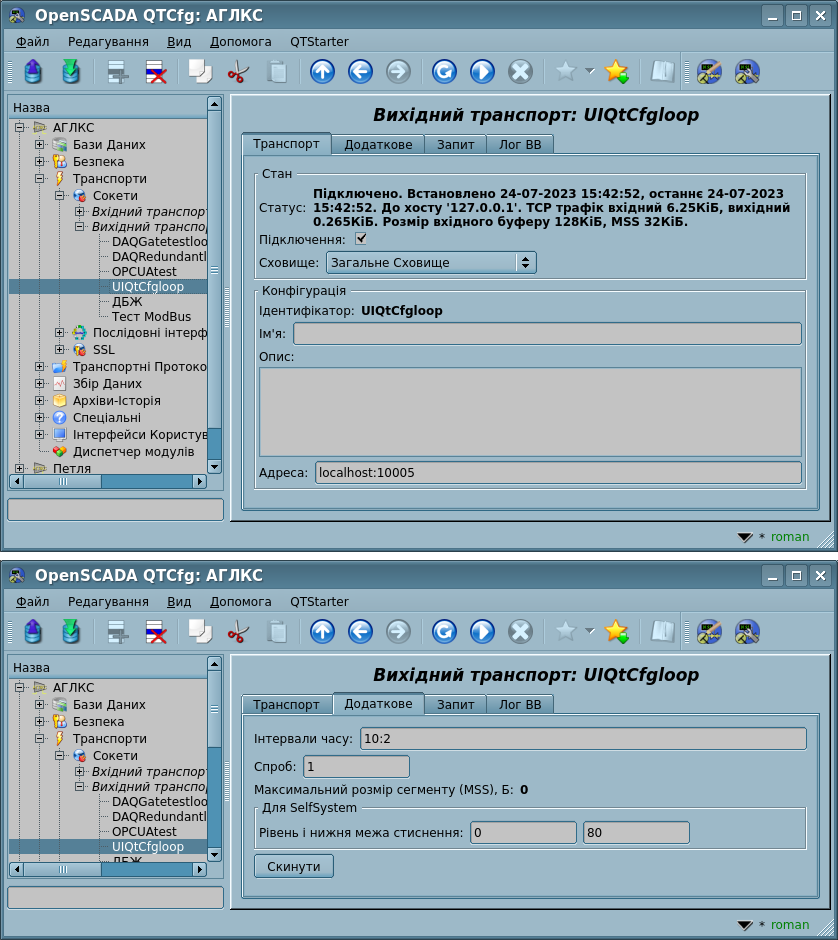 OpenSCADA QTCfg: АГЛКС
Файл Редагування Вид Допомога QTStarter
Назва
АГЛКС
Бази Даних
Безпека
Транспорти
Сокети
Вхідний транспорт
Вихідний транспо
DAQGatetestloo
DAQRedundantl
OPCUAtest
UIQtCfgloop
ДБЖ
Тест ModBus
Послідовні інтерф
SSL
Транспортні Протоко
Збір Даних
Архіви-Історія
Спеціальні
Інтерфейси Користув
Диспетчер модулів
Петля
Вихідний транспорт: UIQtCfgloop
Транспорт Додаткове Запит Лог ВВ
Стан
Статус: Підключено. Встановлено 24-07-2023 15:42:52, останнє 24-07-2023
15:42:52. До хосту '127.0.0.1'. TCP трафік вхідний 6.25КіБ, вихідний
0.265КіБ. Розмір вхідного буферу 128КіБ, MSS 32КіБ.
Підключення:
Сховище: Загальне Сховище
Конфігурація
Ідентифікатор: UIQtCfgloop
Ім'я:
Опис:
Адреса: localhost:10005
* roman
OpenSCADA QTCfg: АГЛКС
Файл Редагування Вид Допомога QTStarter
Назва
АГЛКС
Бази Даних
Безпека
Транспорти
Сокети
Вхідний транспорт
Вихідний транспо
DAQGatetestloo
DAQRedundantl
OPCUAtest
UIQtCfgloop
ДБЖ
Вихідний транспорт: UIQtCfgloop
Транспорт Додаткове Запит Лог ВВ
Інтервали часу: 10:2
Спроб: 1
Максимальний розмір сегменту (MSS), Б: 0
Для SelfSystem
Рівень і нижня межа стиснення: 0 80
Скинути
* roman